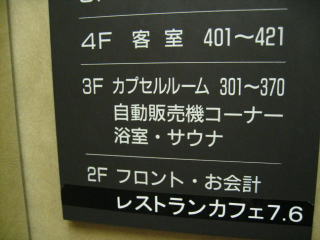 4F 客室 401～421
3F カプセルルーム 301～370
自動販売機コーナー
浴室・サウナ
2F フロント・お会計
レストランカフェ7.6